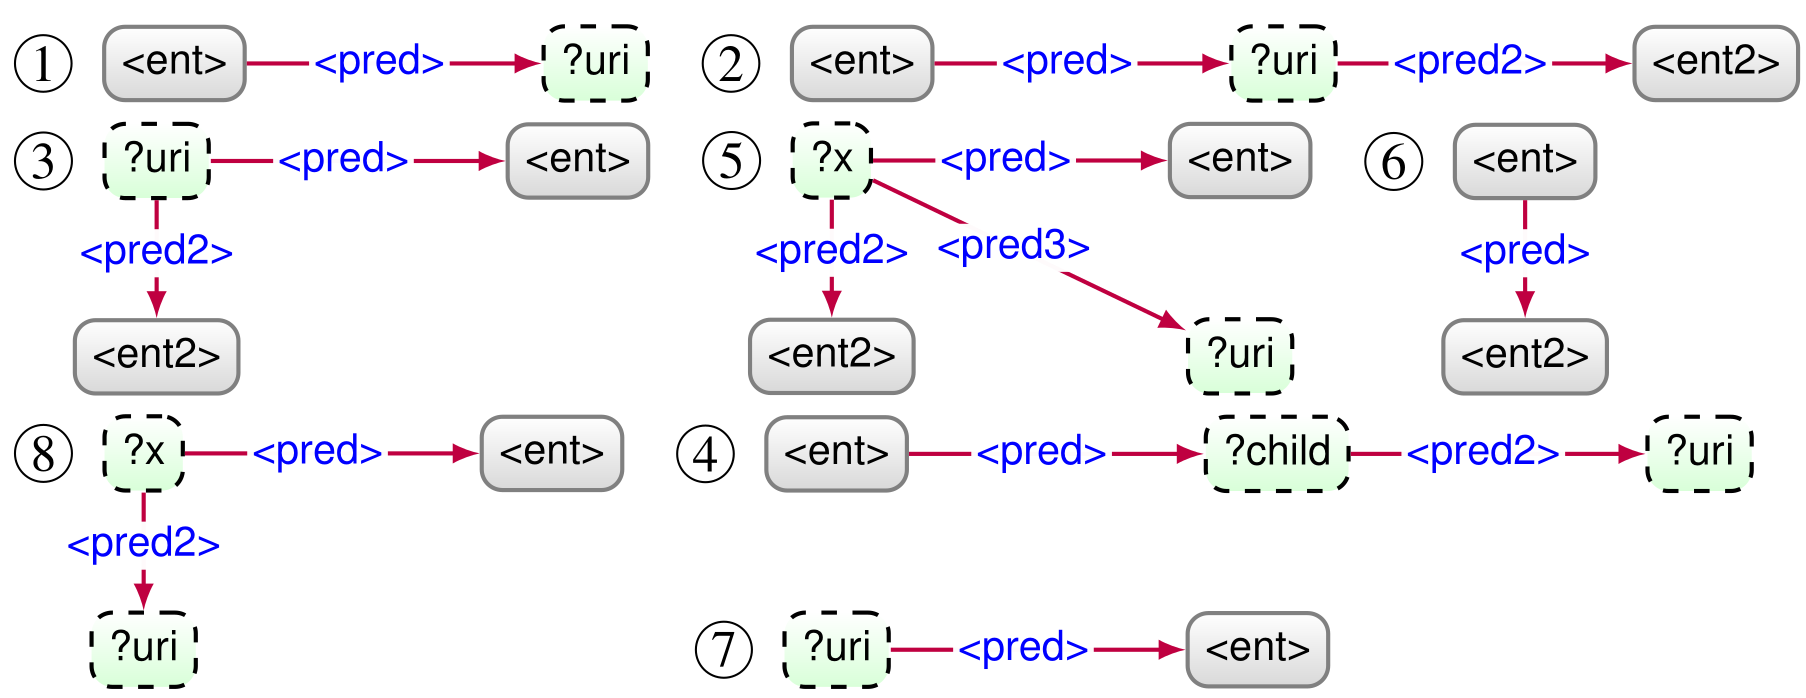 ① <ent> <pred> ?uri ② <ent> <pred> ?uri <pred2> <ent2>
③ ?uri <pred> <ent> ⑤ ?x <pred> <ent> ⑥ <ent>
<pred2> <pred2> <pred3> <pred>
<ent2> <ent2> ?uri <ent2>
⑧ ?x <pred> <ent> ④ <ent> <pred> ?child <pred2> ?uri
<pred2>
?uri ⑦ ?uri <pred> <ent>